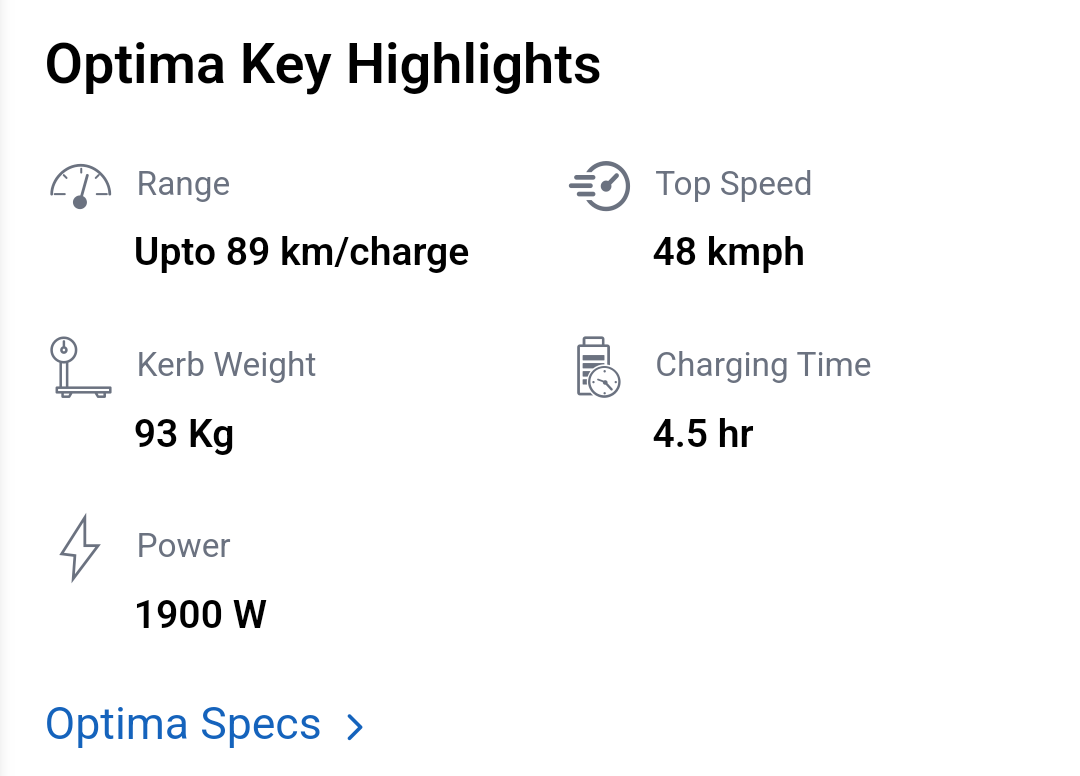 Optima Key Highlights
Range
Top Speed
Upto 89 km/charge
48 kmph
Kerb Weight
Charging Time
93 Kg
4.5 hr
Power
1900 W
Optima Specs